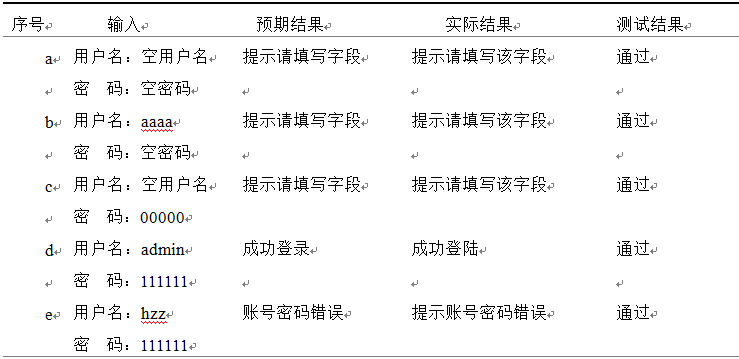 序号 输入 预期结果 实际结果 测试结果
a 用户名：空用户名 提示请填写字段 提示请填写该字段 通过
密 码：空密码
b 用户名：aaaa 提示请填写字段 提示请填写该字段 通过
密 码：空密码
c 用户名：空用户名 提示请填写字段 提示请填写该字段 通过
密 码：00000
d 用户名：admin 成功登录 成功登陆 通过
密 码：111111
e 用户名：hzz 账号密码错误 提示账号密码错误 通过
密 码：111111